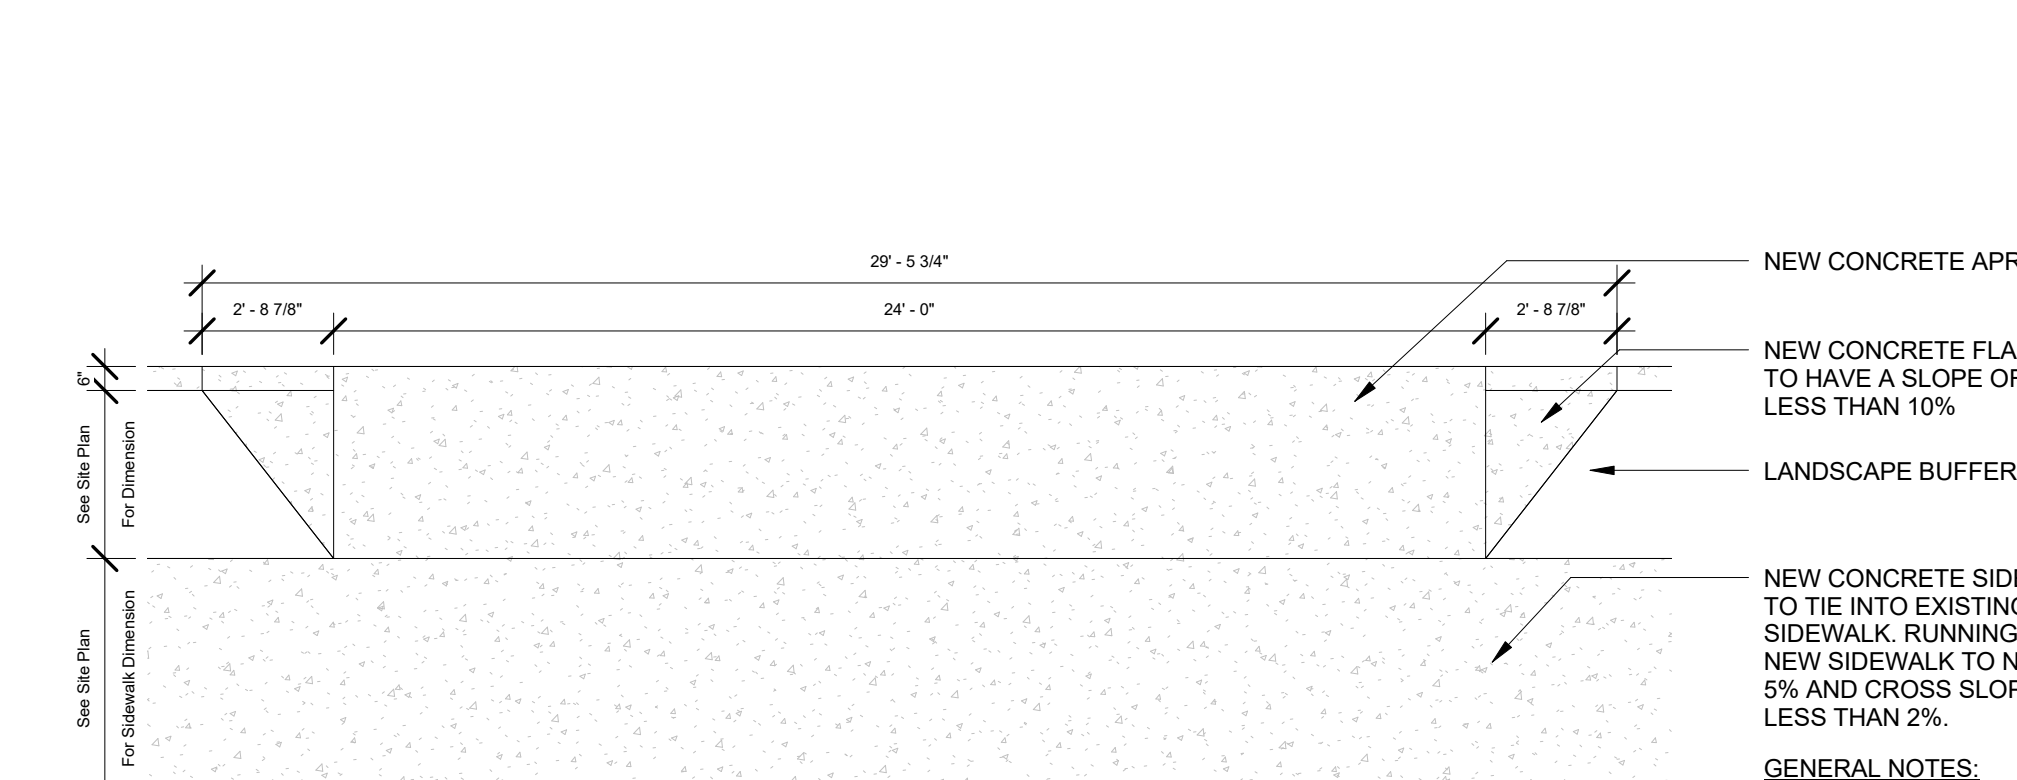 29' - 5 3/4"
2' - 8 7/8"
24' - 0"
2' - 8 7/8"
6"
See Site Plan
For Dimension
See Site Plan
For Sidewalk Dimension
NEW CONCRETE APR
NEW CONCRETE FLA
TO HAVE A SLOPE OF
LESS THAN 10%
LANDSCAPE BUFFER
NEW CONCRETE SIDE
TO TIE INTO EXISTING
SIDEWALK. RUNNING
NEW SIDEWALK TO N
5% AND CROSS SLOP
LESS THAN 2%.
GENERAL NOTES: